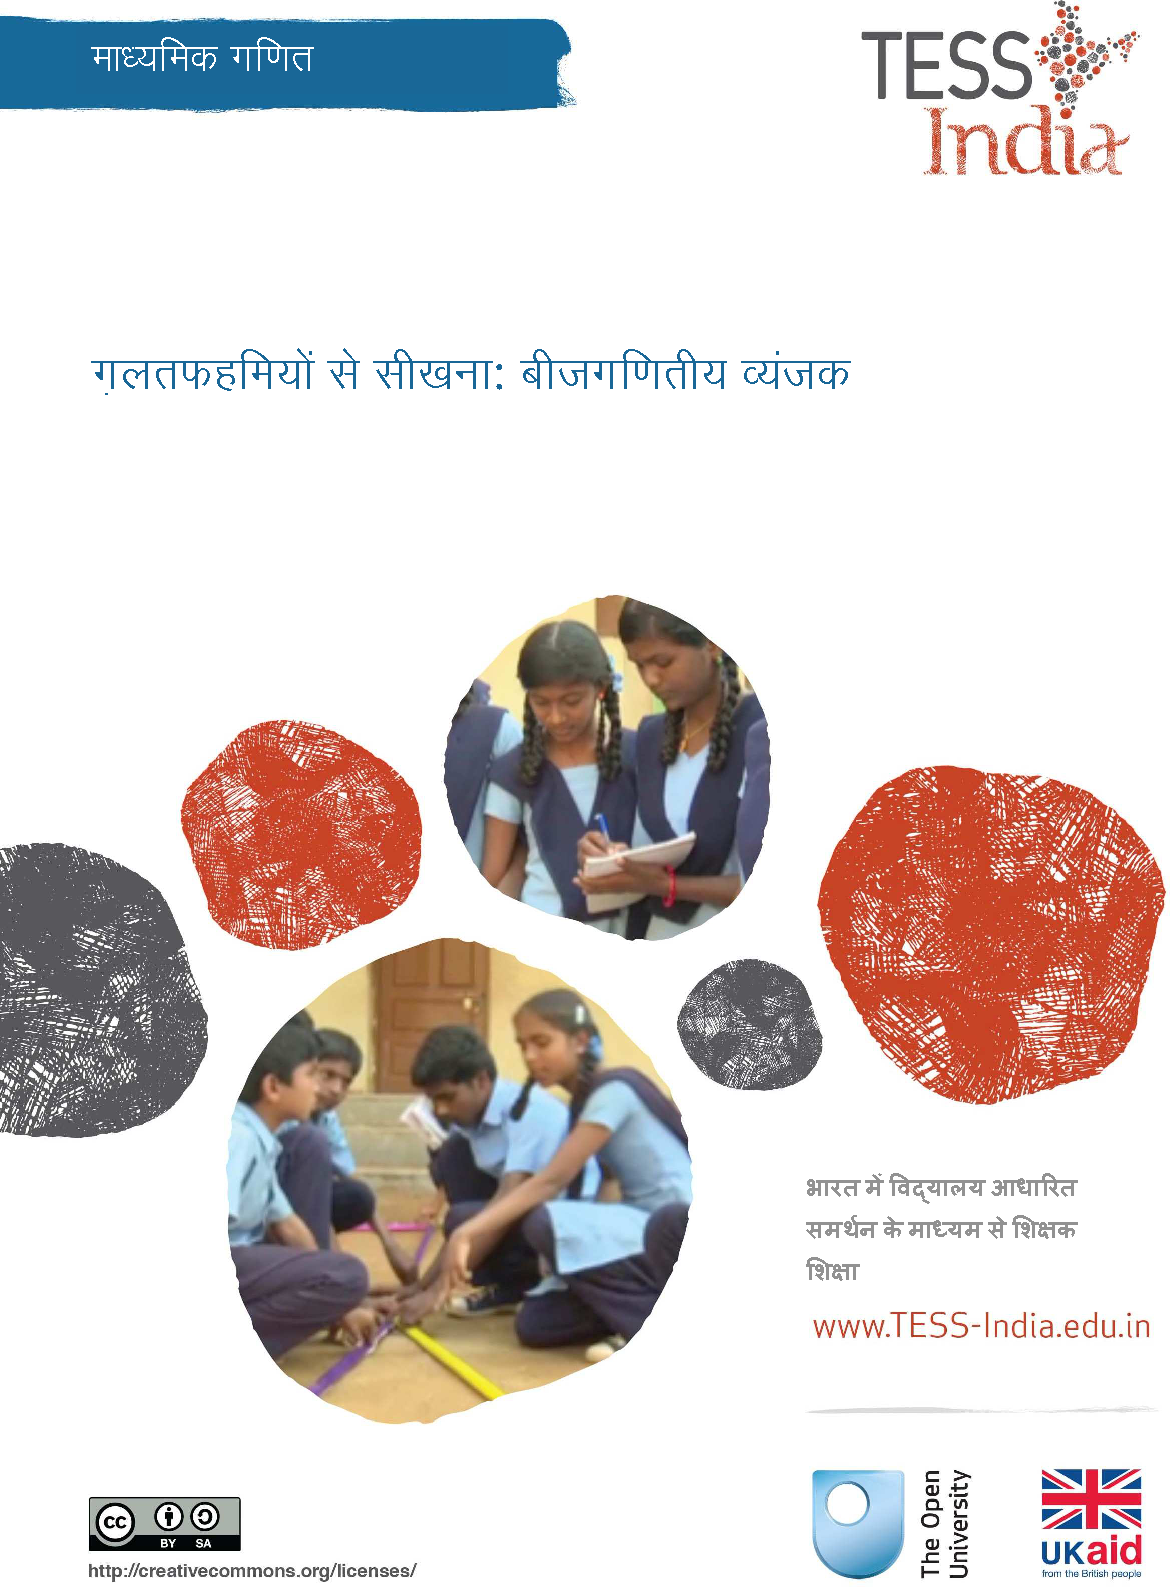 माध्यमिक गणित
TESS
India
ग़लतफहमियों से सीखना: बीजगणितीय व्यंजक
भारत में विद्यालय आधारित
समर्थन के माध्यम से शिक्षक
शिक्षा
www.TESS-India.edu.in
The Open
University
UKaid
from the British people
cc
BY SA
http://creativecommons.org/licenses/